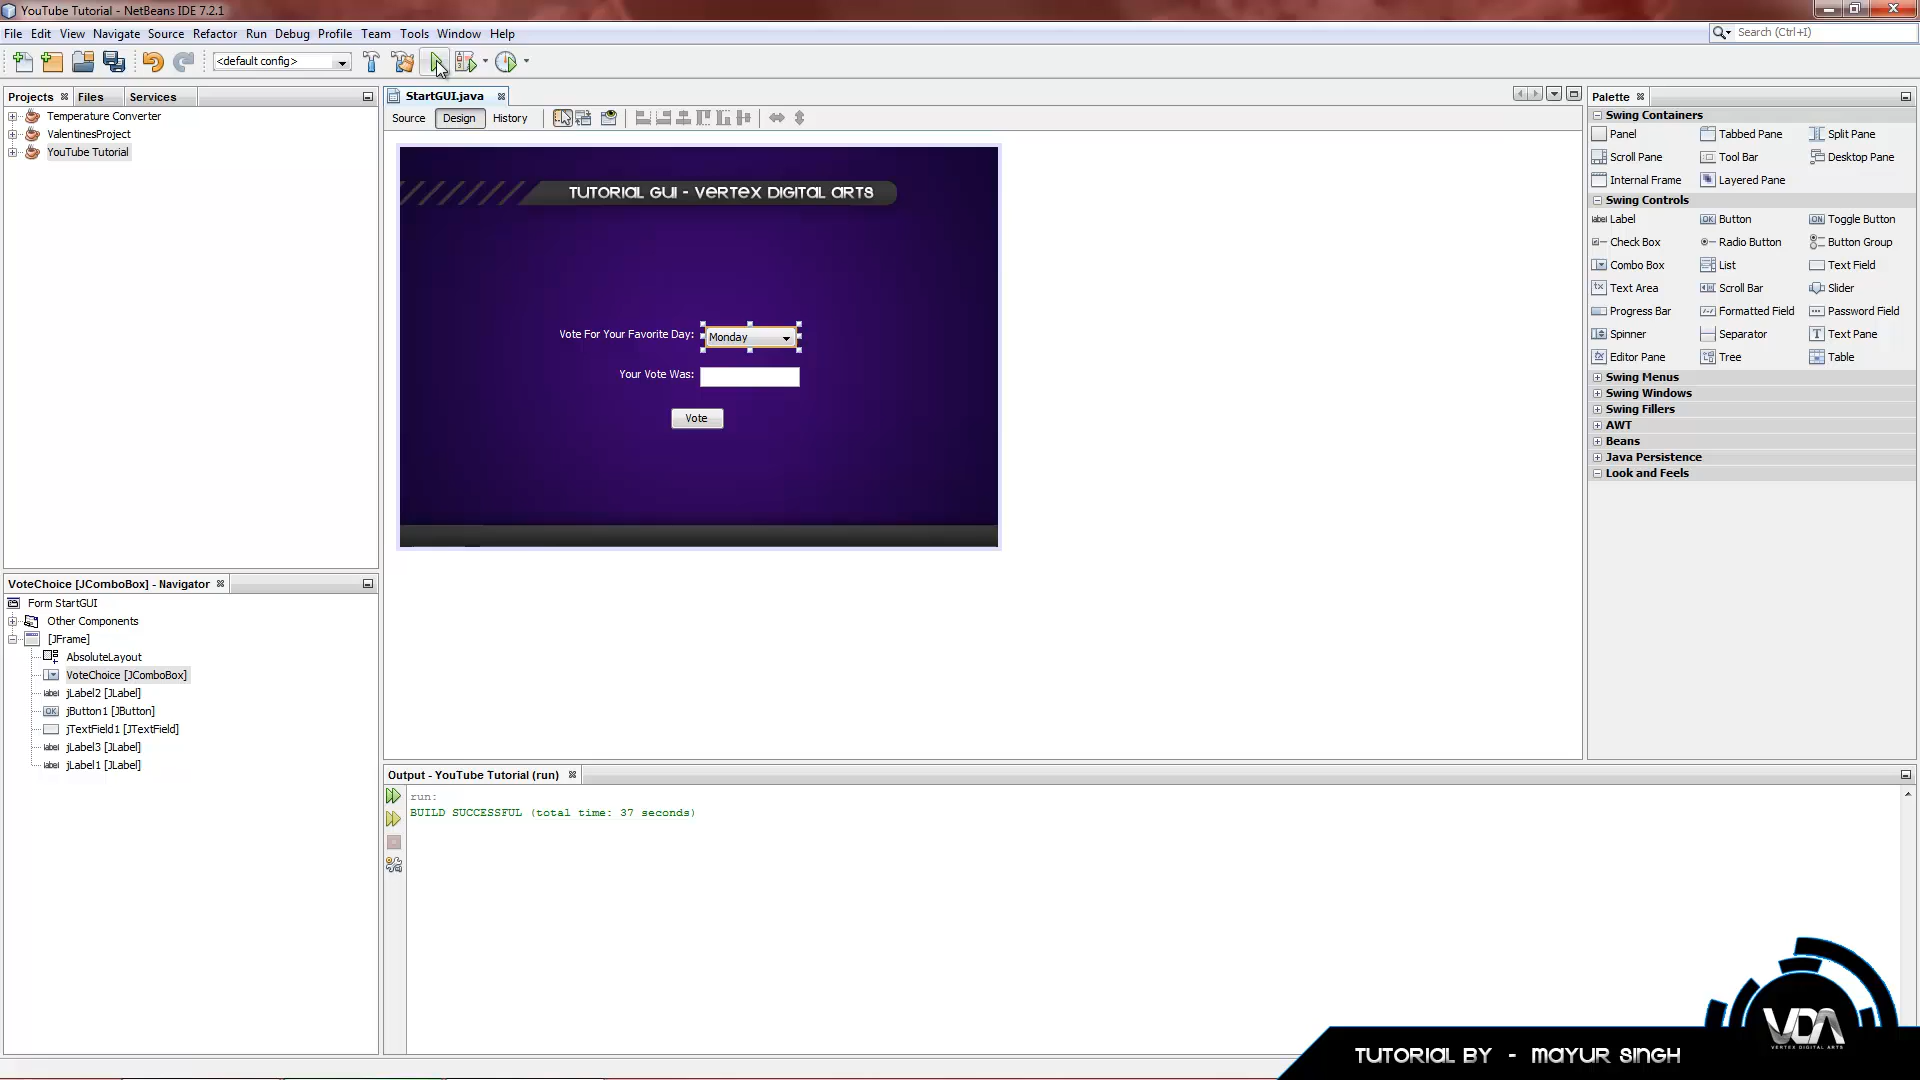 YouTube Tutorial - NetBeans IDE 7.2.1
File Edit View Navigate Source Refactor Run Debug Profile Team Tools Window Help
Search (Ctrl+I)
<default config>
Projects Files Services
Temperature Converter
ValentinesProject
YouTube Tutorial
StartGUI.java
Source Design History
TUTORIAL GUI - VERTEX DIGITAL ARTS
Vote For Your Favorite Day: Monday
Your Vote Was:
Vote
Palette
Swing Containers
Panel Tabbed Pane Split Pane
Scroll Pane Tool Bar Desktop Pane
Internal Frame Layered Pane
Swing Controls
Label Button Toggle Button
Check Box Radio Button Button Group
Combo Box List Text Field
Text Area Scroll Bar Slider
Progress Bar Formatted Field Password Field
Spinner Separator Text Pane
Editor Pane Tree Table
Swing Menus
Swing Windows
Swing Fillers
AWT
Beans
Java Persistence
Look and Feels
VoteChoice [JComboBox] - Navigator
Form StartGUI
Other Components
[JFrame]
AbsoluteLayout
VoteChoice [JComboBox]
jLabel2 [JLabel]
jButton1 [JButton]
jTextField1 [JTextField]
jLabel3 [JLabel]
jLabel1 [JLabel]
Output - YouTube Tutorial (run)
run:
BUILD SUCCESSFUL (total time: 37 seconds)
VDA
VERTEX DIGITAL ARTS
TUTORIAL BY - MAYUR SINGH